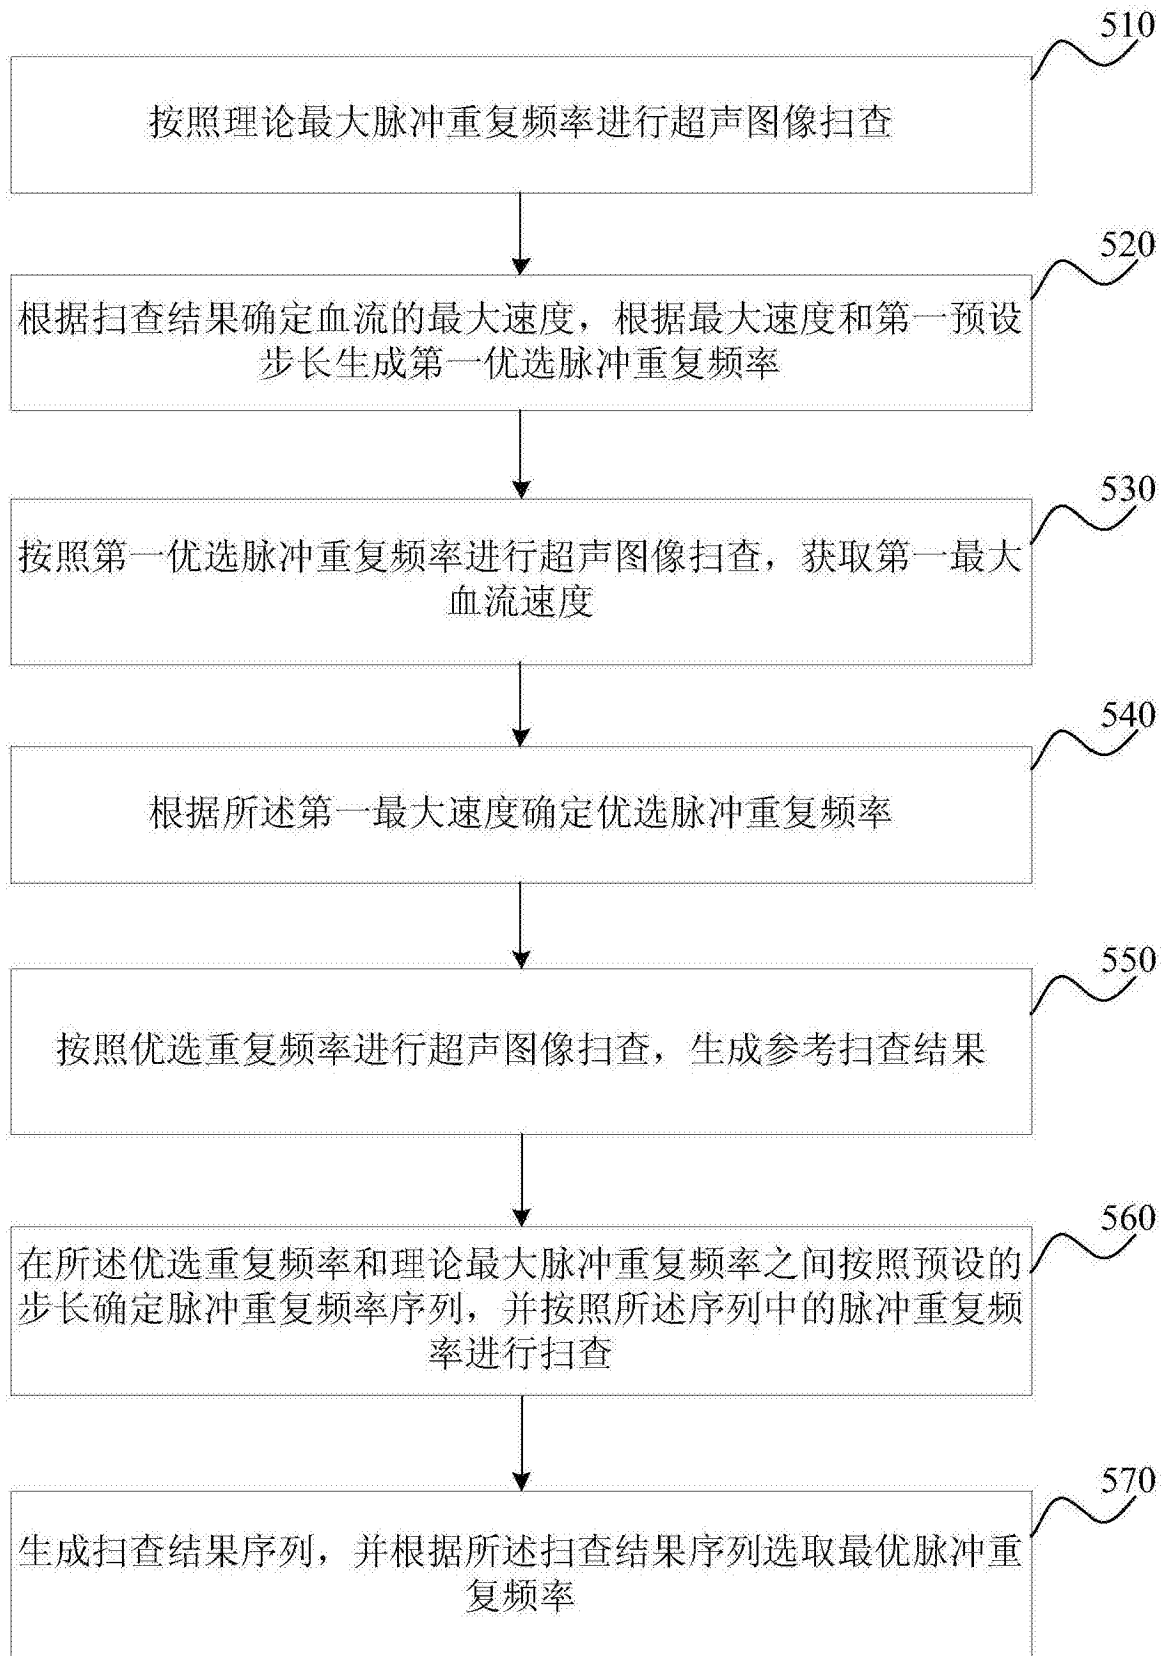 510
按照理论最大脉冲重复频率进行超声图像扫查
520
根据扫查结果确定血流的最大速度，根据最大速度和第一预设
步长生成第一优选脉冲重复频率
530
按照第一优选脉冲重复频率进行超声图像扫查，获取第一最大
血流速度
540
根据所述第一最大速度确定优选脉冲重复频率
550
按照优选重复频率进行超声图像扫查，生成参考扫查结果
560
在所述优选重复频率和理论最大脉冲重复频率之间按照预设的
步长确定脉冲重复频率序列，并按照所述序列中的脉冲重复频
率进行扫查
570
生成扫查结果序列，并根据所述扫查结果序列选取最优脉冲重
复频率